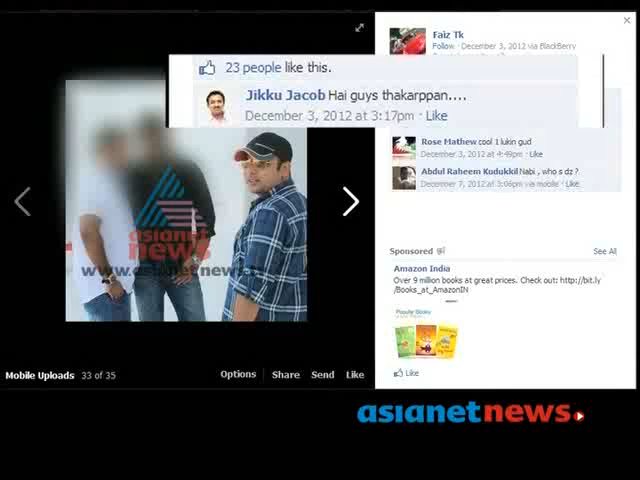 Faiz Tk
Follow · December 3, 2012 via BlackBerry
23 people like this.
Jikku Jacob Hai guys thakarppan....
December 3, 2012 at 3:17pm · Like
Rose Mathew cool 1 lukin gud
December 3, 2012 at 4:49pm · Like
Abdul Raheem Kudukkil Nabi , who s dz ?
December 7, 2012 at 3:06pm via mobile · Like
asianet
news
www.asianetnews
Sponsored
See All
Amazon India
Over 9 million books at great prices. Check out: http://bit.ly
/Books_at_AmazonIN
Popular Books
Like
Mobile Uploads 33 of 35
Options Share Send Like
asianetnews